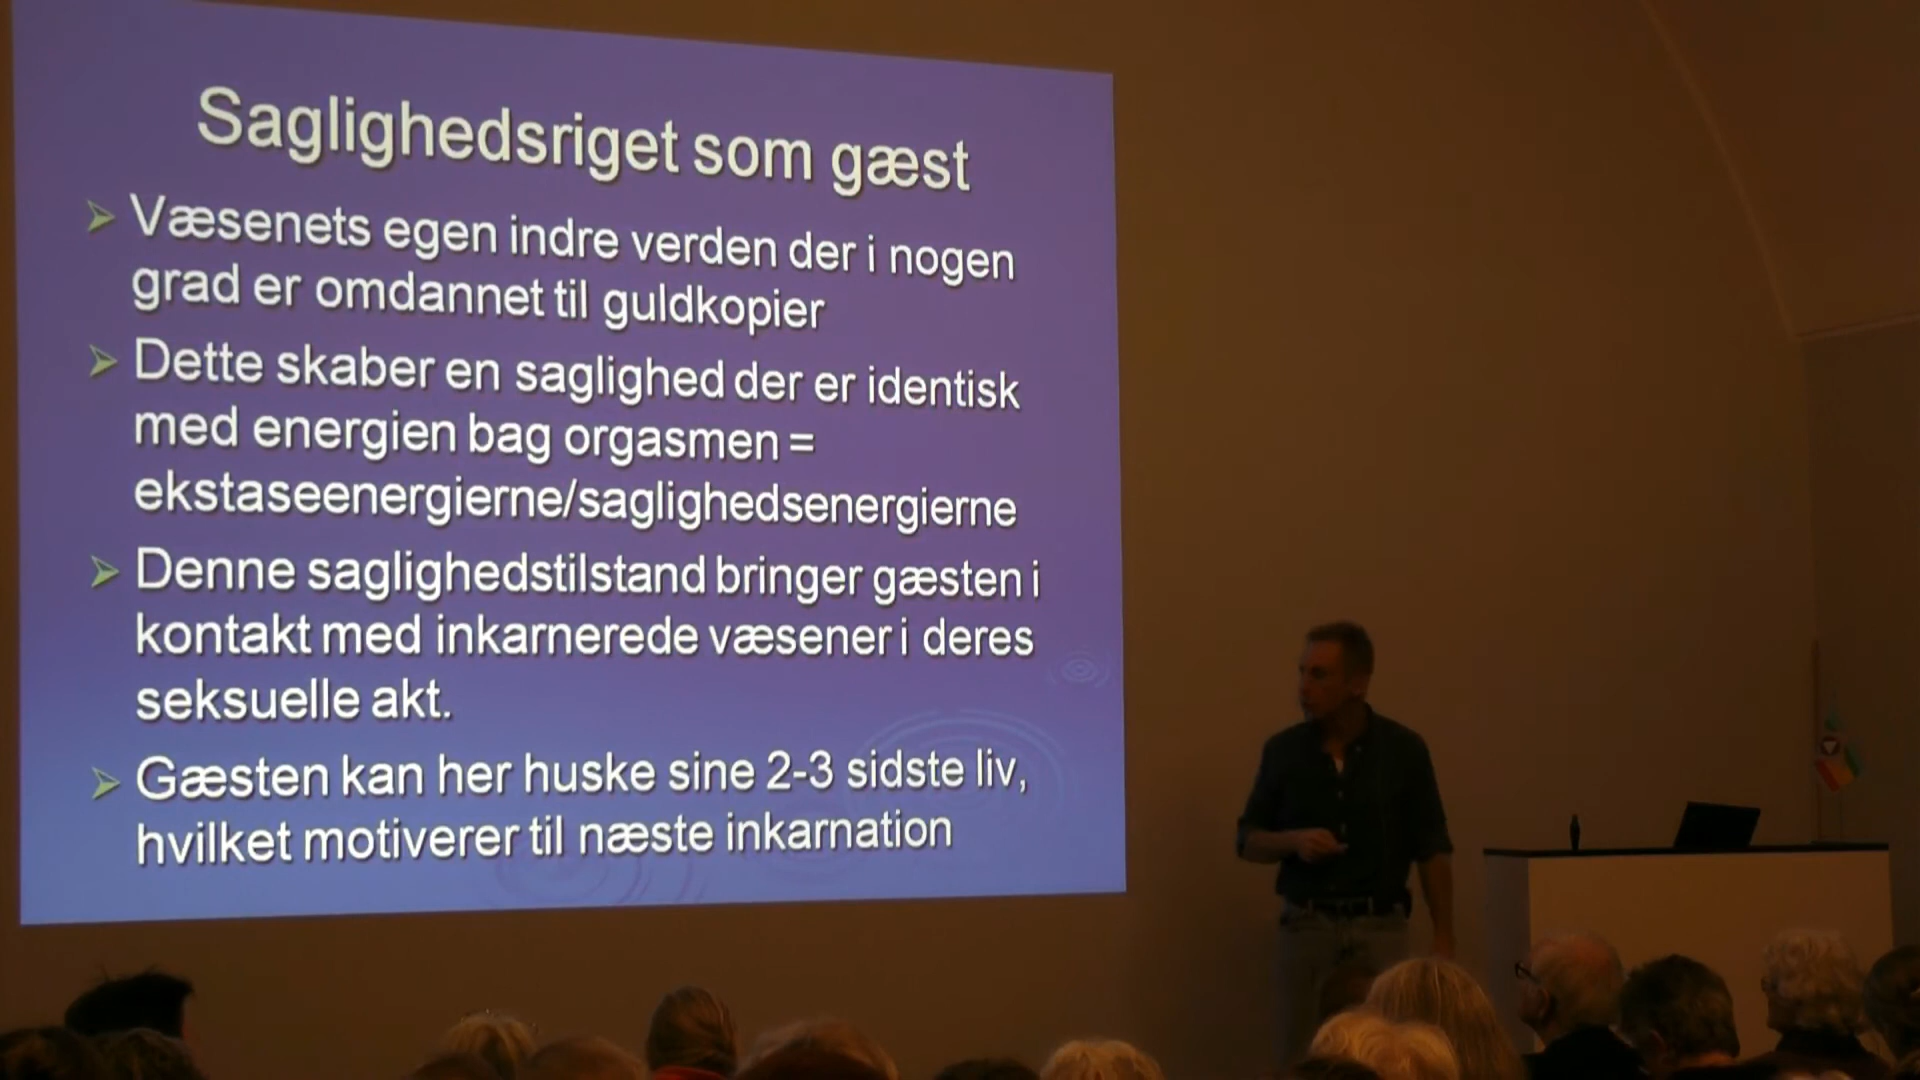 Saglighedsriget som gæst
Væsenets egen indre verden der i nogen
grad er omdannet til guldkopier
Dette skaber en saglighed der er identisk
med energien bag orgasmen =
ekstaseenergierne/saglighedsenergierne
Denne saglighedstilstand bringer gæsten i
kontakt med inkarnerede væsener i deres
seksuelle akt.
Gæsten kan her huske sine 2-3 sidste liv,
hvilket motiverer til næste inkarnation